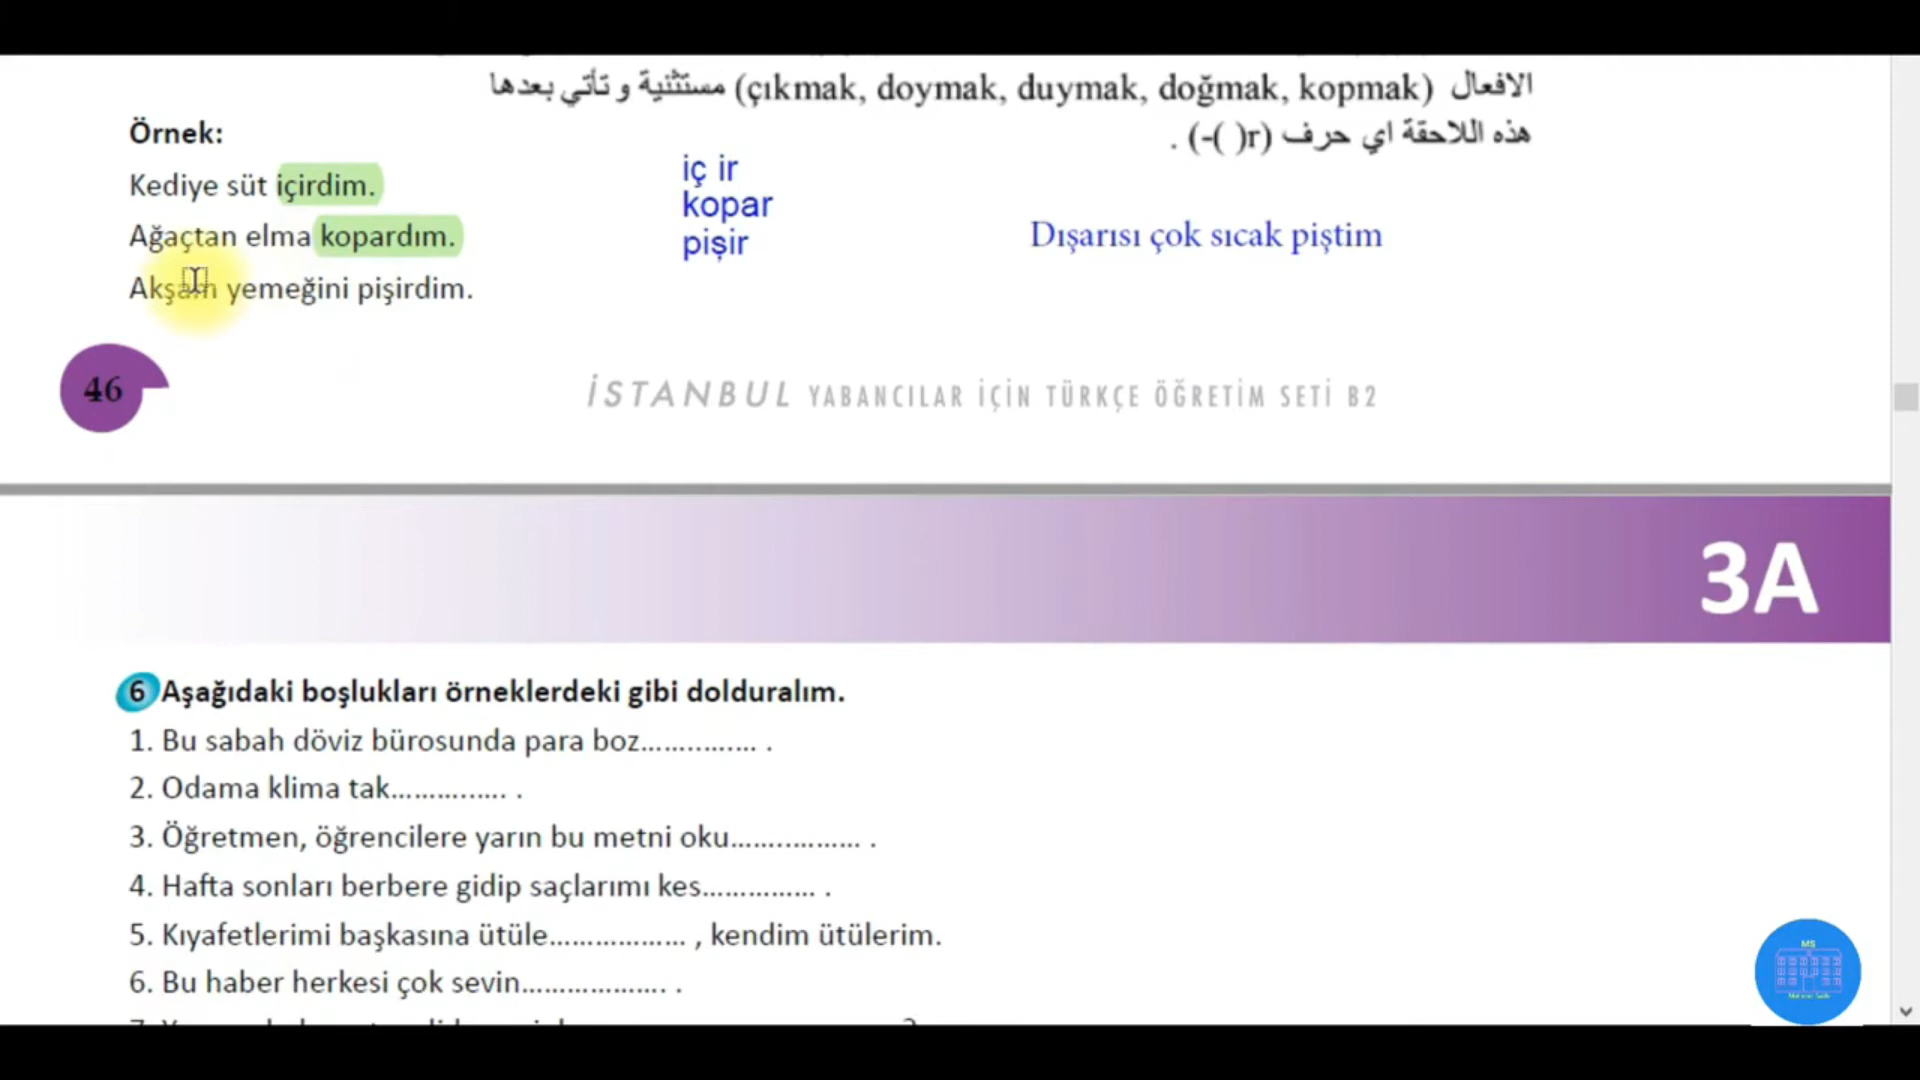 الافعال (çıkmak, doymak, duymak, doğmak, kopmak) مستثنية و تأتي بعدها
هذه اللاحقة اي حرف (-( )r) .
Örnek:
Kediye süt içirdim.
Ağaçtan elma kopardım.
Akşam yemeğini pişirdim.
iç ir
kopar
pişir
Dışarısı çok sıcak piştim
46
İSTANBUL YABANCILAR İÇİN TÜRKÇE ÖĞRETİM SETİ B2
3A
6 Aşağıdaki boşlukları örneklerdeki gibi dolduralım.
1. Bu sabah döviz bürosunda para boz............... .
2. Odama klima tak............... .
3. Öğretmen, öğrencilere yarın bu metni oku................. .
4. Hafta sonları berbere gidip saçlarımı kes............... .
5. Kıyafetlerimi başkasına ütüle.................. , kendim ütülerim.
6. Bu haber herkesi çok sevin................... .
MS